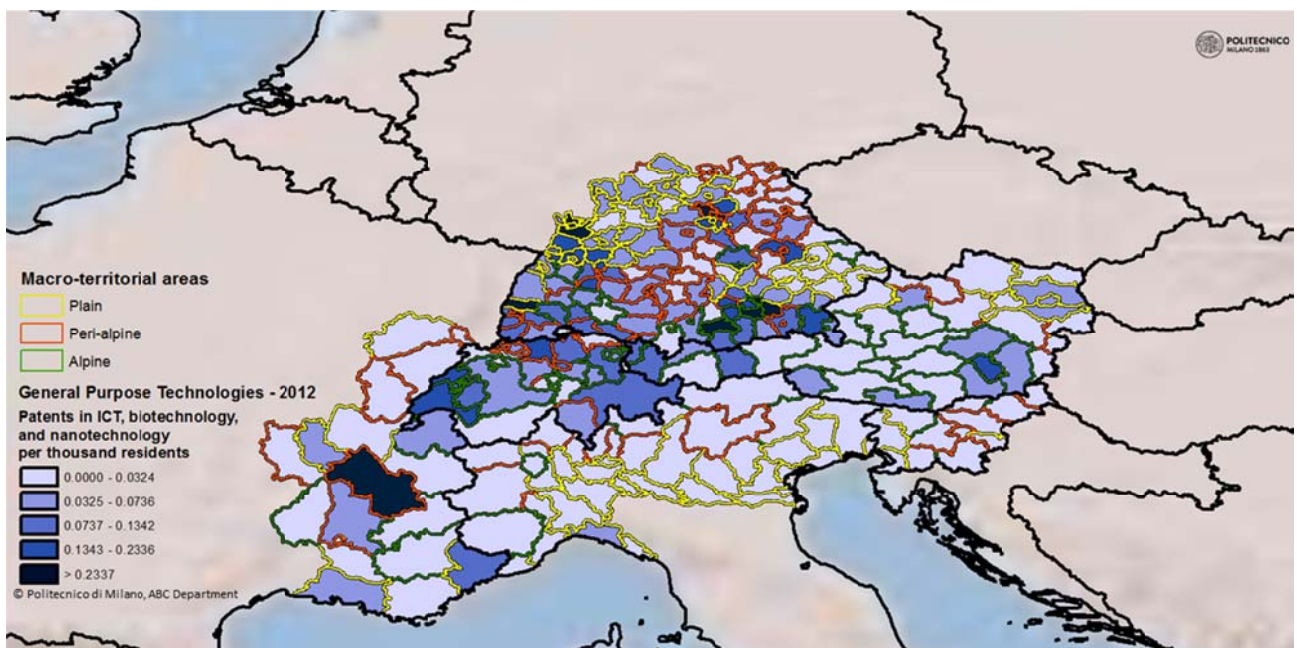 POLITECNICO
MILANO 1863
Macro-territorial areas
Plain
Peri-alpine
Alpine
General Purpose Technologies - 2012
Patents in ICT, biotechnology,
and nanotechnology
per thousand residents
0.0000 - 0.0324
0.0325 - 0.0736
0.0737 - 0.1342
0.1343 - 0.2336
> 0.2337
© Politecnico di Milano, ABC Department